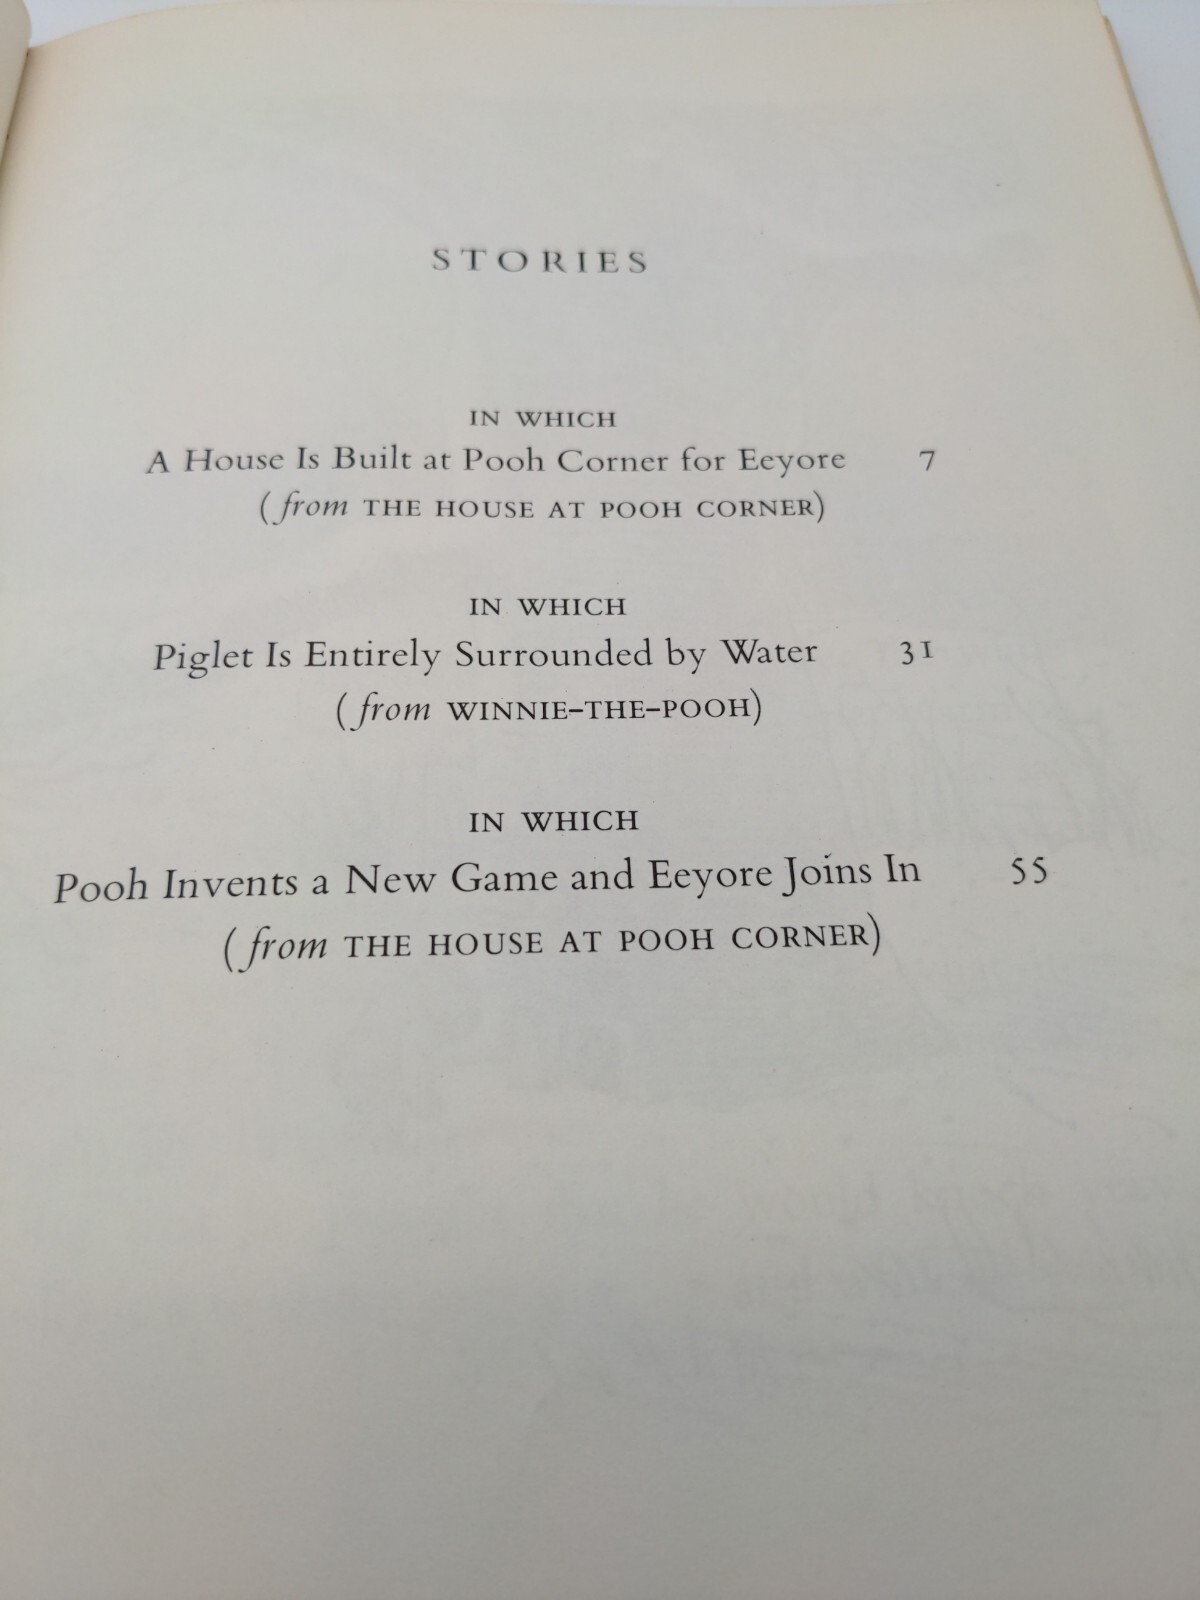 STORIES
IN WHICH
A House Is Built at Pooh Corner for Eeyore 7
(from THE HOUSE AT POOH CORNER)
IN WHICH
Piglet Is Entirely Surrounded by Water 31
(from WINNIE-THE-POOH)
IN WHICH
Pooh Invents a New Game and Eeyore Joins In 55
(from THE HOUSE AT POOH CORNER)